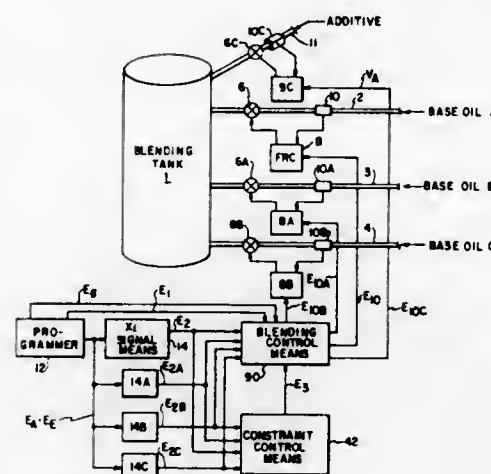 ADDITIVE
10C
11
6C
9C
VA
BLENDING
TANK
1
6
10
2
BASE OIL
FRC
8
6A
10A
3
BASE OIL B
8A
10B
4
BASE OIL C
8B
E10A
E10B
E10
E10C
E6
E1
PRO-
GRAMMER
12
Xi
SIGNAL
MEANS
14
E2
BLENDING
CONTROL
MEANS
90
14A
E2A
EA-EE
14B
E2B
E3
CONSTRAINT
CONTROL
MEANS
42
14C
E2C